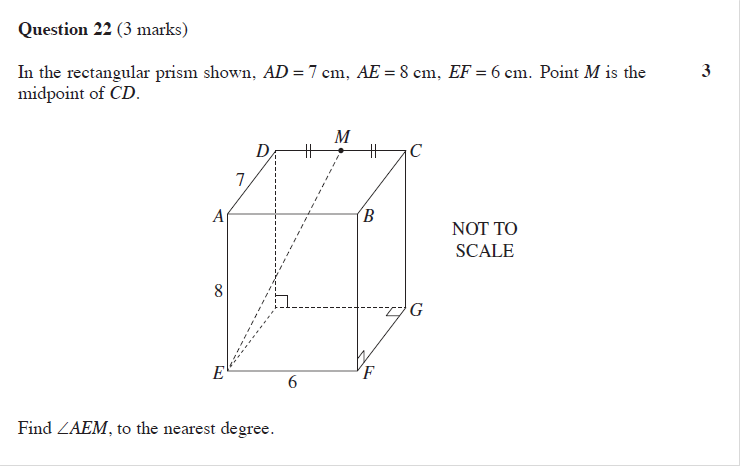 Question 22 (3 marks)
In the rectangular prism shown, AD = 7 cm, AE = 8 cm, EF = 6 cm. Point M is the 3
midpoint of CD.
M
D C
7
A B
NOT TO
SCALE
8
G
E F
6
Find ∠AEM, to the nearest degree.